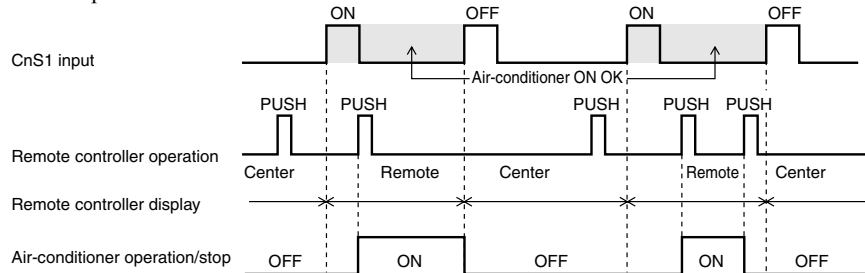 ON OFF ON OFF
CnS1 input
Air-conditioner ON OK
PUSH PUSH PUSH PUSH PUSH
Remote controller operation
Center Remote Center Remote Center
Remote controller display
Air-conditioner operation/stop
OFF ON OFF ON OFF